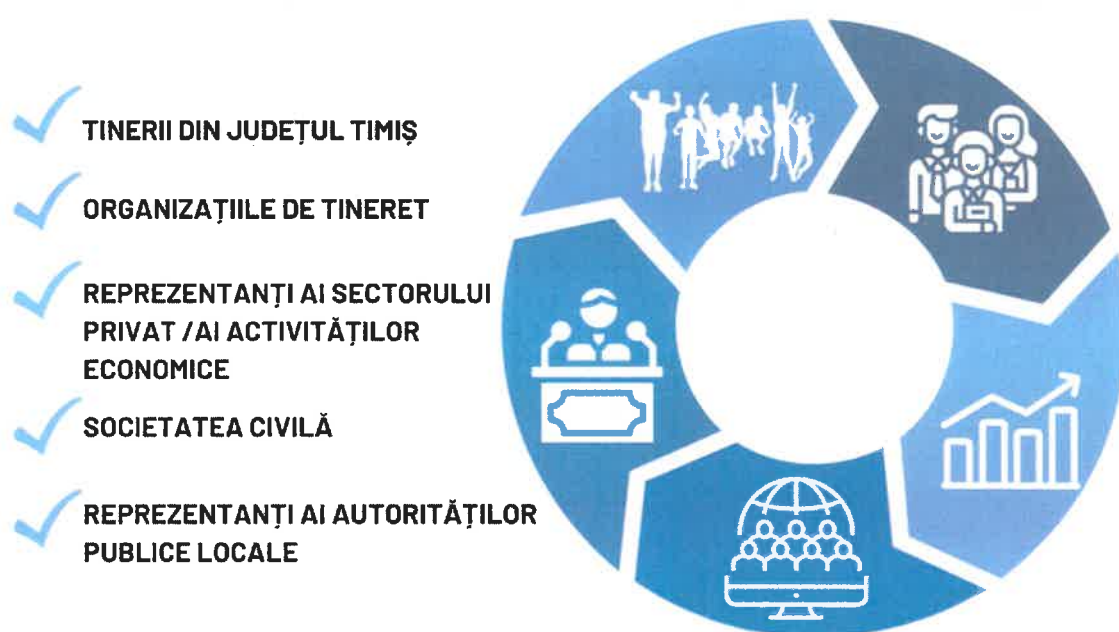 TINERII DIN JUDEȚUL TIMIȘ
ORGANIZAȚIILE DE TINERET
REPREZENTANȚI AI SECTORULUI
PRIVAT /AI ACTIVITĂȚILOR
ECONOMICE
SOCIETATEA CIVILĂ
REPREZENTANȚI AI AUTORITĂȚILOR
PUBLICE LOCALE